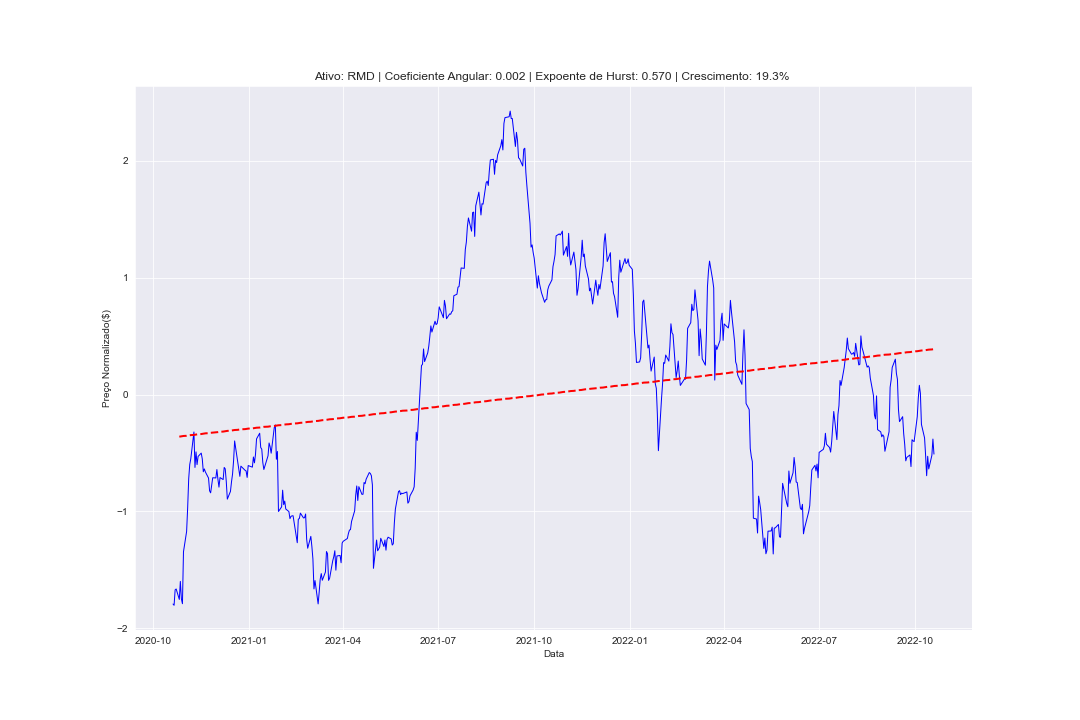 Ativo: RMD | Coeficiente Angular: 0.002 | Expoente de Hurst: 0.570 | Crescimento: 19.3%
Preço Normalizado($)
2
1
0
−1
−2
2020-10 2021-01 2021-04 2021-07 2021-10 2022-01 2022-04 2022-07 2022-10
Data